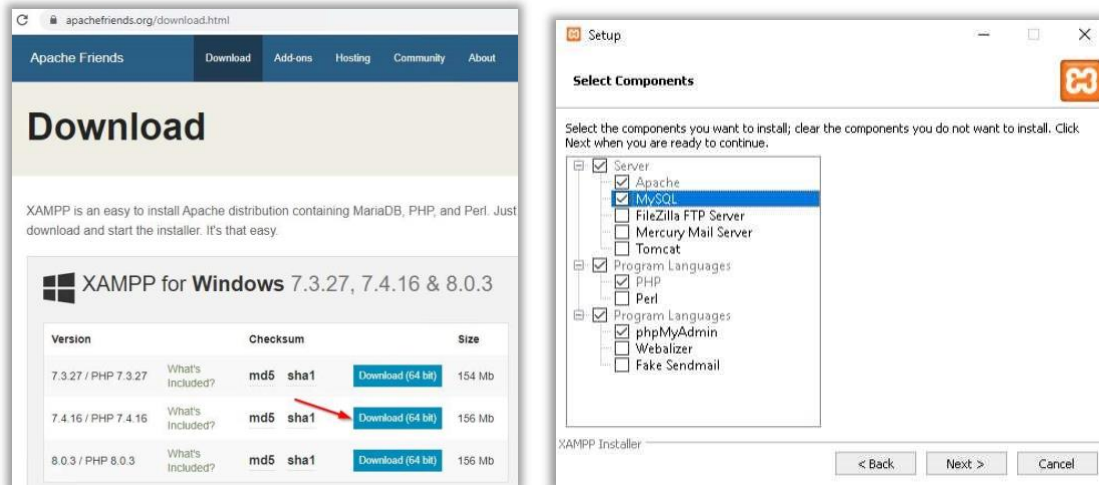 apachefriends.org/download.html
Apache Friends Download Add-ons Hosting Community About
Download
XAMPP is an easy to install Apache distribution containing MariaDB, PHP, and Perl. Just
download and start the installer. It's that easy.
XAMPP for Windows 7.3.27, 7.4.16 & 8.0.3
Version Checksum Size
7.3.27 / PHP 7.3.27 What's Included? md5 sha1 Download (64 bit) 154 Mb
7.4.16 / PHP 7.4.16 What's Included? md5 sha1 Download (64 bit) 156 Mb
8.0.3 / PHP 8.0.3 What's Included? md5 sha1 Download (64 bit) 156 Mb
Setup
Select Components
Select the components you want to install; clear the components you do not want to install. Click
Next when you are ready to continue.
Server
Apache
MySQL
FileZilla FTP Server
Mercury Mail Server
Tomcat
Program Languages
PHP
Perl
Program Languages
phpMyAdmin
Webalizer
Fake Sendmail
XAMPP Installer
< Back Next > Cancel